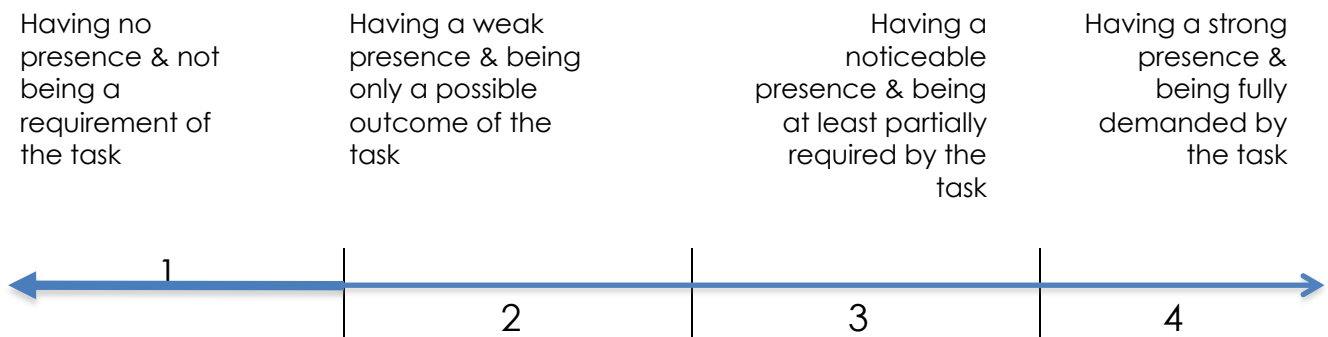 Having no
presence & not
being a
requirement of
the task
Having a weak
presence & being
only a possible
outcome of the
task
Having a
noticeable
presence & being
at least partially
required by the
task
Having a strong
presence &
being fully
demanded by
the task
1
2
3
4